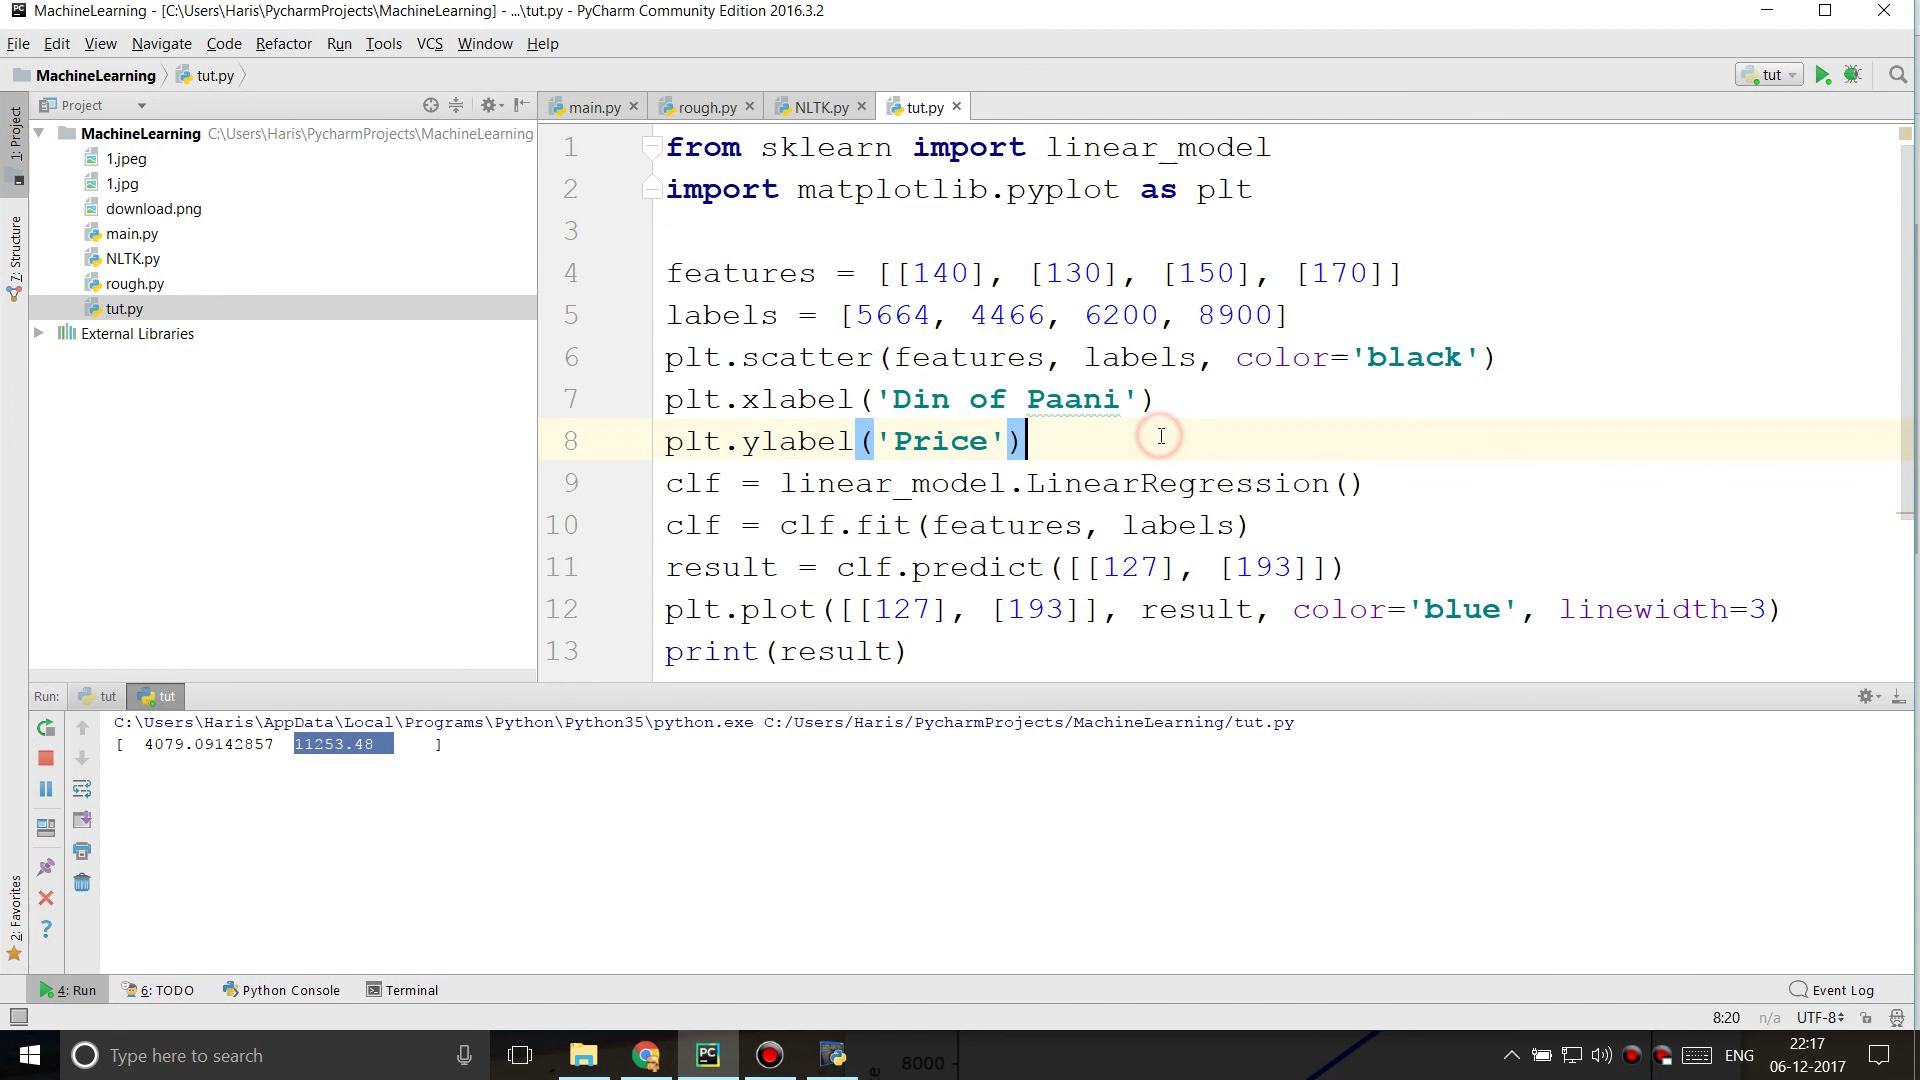 MachineLearning - [C:\Users\Haris\PycharmProjects\MachineLearning] - ...\tut.py - PyCharm Community Edition 2016.3.2
File Edit View Navigate Code Refactor Run Tools VCS Window Help
MachineLearning tut.py tut
Project
main.py rough.py NLTK.py tut.py
1: Project
7: Structure
2: Favorites
MachineLearning C:\Users\Haris\PycharmProjects\MachineLearning
1.jpeg
1.jpg
download.png
main.py
NLTK.py
rough.py
tut.py
External Libraries
1 from sklearn import linear_model
2 import matplotlib.pyplot as plt
3
4 features = [[140], [130], [150], [170]]
5 labels = [5664, 4466, 6200, 8900]
6 plt.scatter(features, labels, color='black')
7 plt.xlabel('Din of Paani')
8 plt.ylabel('Price')
9 clf = linear_model.LinearRegression()
10 clf = clf.fit(features, labels)
11 result = clf.predict([[127], [193]])
12 plt.plot([[127], [193]], result, color='blue', linewidth=3)
13 print(result)
Run: tut tut
C:\Users\Haris\AppData\Local\Programs\Python\Python35\python.exe C:/Users/Haris/PycharmProjects/MachineLearning/tut.py
[ 4079.09142857 11253.48 ]
4: Run 6: TODO Python Console Terminal Event Log
8:20 n/a UTF-8
Type here to search
8000
ENG
22:17
06-12-2017